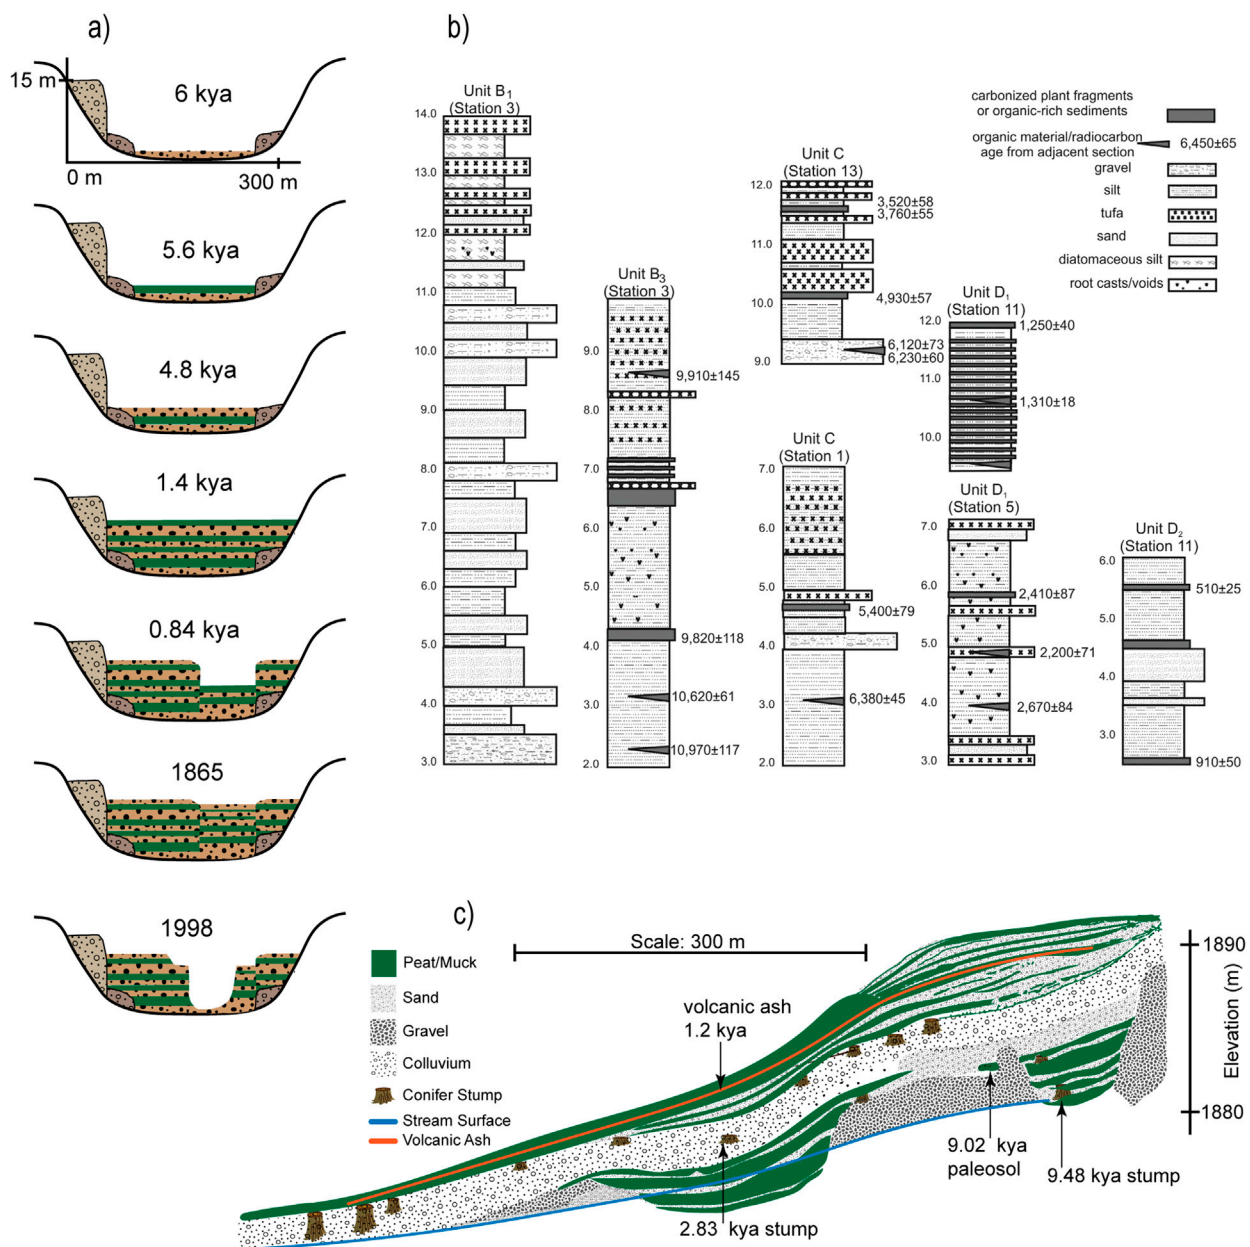 a)
15 m
6 kya
0 m
300 m
5.6 kya
4.8 kya
1.4 kya
0.84 kya
1865
1998
b)
Unit B1
(Station 3)
14.0
13.0
12.0
11.0
10.0
9.0
8.0
7.0
6.0
5.0
4.0
3.0
Unit B3
(Station 3)
9.0
8.0
7.0
6.0
5.0
4.0
3.0
2.0
9,910±145
9,820±118
10,620±61
10,970±117
Unit C
(Station 13)
12.0
11.0
10.0
9.0
3,520±58
3,760±55
4,930±57
6,120±73
6,230±60
Unit C
(Station 1)
7.0
6.0
5.0
4.0
3.0
2.0
5,400±79
6,380±45
Unit D1
(Station 11)
12.0
11.0
10.0
1,250±40
1,310±18
Unit D1
(Station 5)
7.0
6.0
5.0
4.0
3.0
2,410±87
2,200±71
2,670±84
Unit D2
(Station 11)
6.0
5.0
4.0
3.0
510±25
910±50
carbonized plant fragments
or organic-rich sediments
organic material/radiocarbon
age from adjacent section
6,450±65
gravel
silt
tufa
sand
diatomaceous silt
root casts/voids
c)
Scale: 300 m
Peat/Muck
Sand
Gravel
Colluvium
Conifer Stump
Stream Surface
Volcanic Ash
volcanic ash
1.2 kya
2.83 kya stump
9.02 kya
paleosol
9.48 kya stump
1890
1880
Elevation (m)